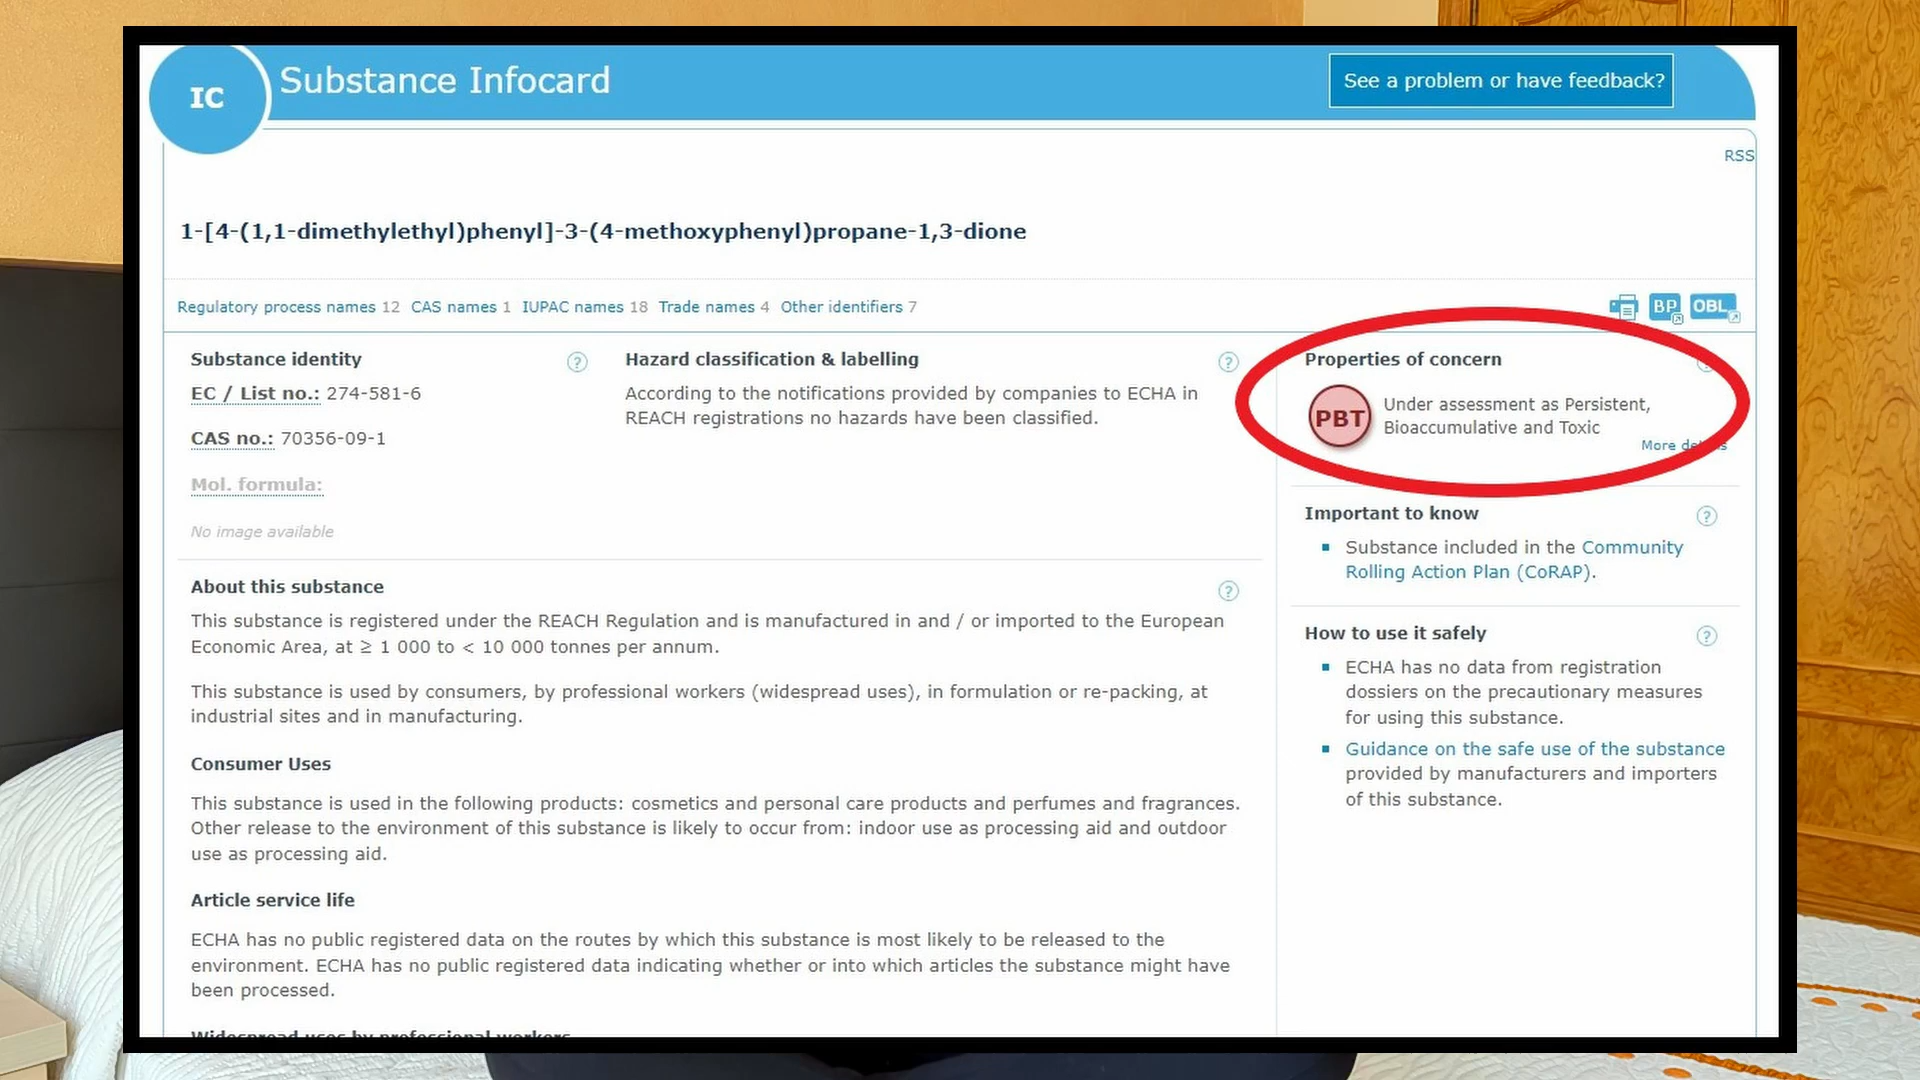 IC
Substance Infocard
See a problem or have feedback?
RSS
1-[4-(1,1-dimethylethyl)phenyl]-3-(4-methoxyphenyl)propane-1,3-dione
Regulatory process names 12 CAS names 1 IUPAC names 18 Trade names 4 Other identifiers 7
BP
OBL
Substance identity
?
EC / List no.: 274-581-6
CAS no.: 70356-09-1
Mol. formula:
No image available
Hazard classification & labelling
?
According to the notifications provided by companies to ECHA in
REACH registrations no hazards have been classified.
Properties of concern
PBT
Under assessment as Persistent,
Bioaccumulative and Toxic
More details
Important to know
?
Substance included in the Community
Rolling Action Plan (CoRAP).
How to use it safely
?
ECHA has no data from registration
dossiers on the precautionary measures
for using this substance.
Guidance on the safe use of the substance
provided by manufacturers and importers
of this substance.
About this substance
?
This substance is registered under the REACH Regulation and is manufactured in and / or imported to the European
Economic Area, at ≥ 1 000 to < 10 000 tonnes per annum.
This substance is used by consumers, by professional workers (widespread uses), in formulation or re-packing, at
industrial sites and in manufacturing.
Consumer Uses
This substance is used in the following products: cosmetics and personal care products and perfumes and fragrances.
Other release to the environment of this substance is likely to occur from: indoor use as processing aid and outdoor
use as processing aid.
Article service life
ECHA has no public registered data on the routes by which this substance is most likely to be released to the
environment. ECHA has no public registered data indicating whether or into which articles the substance might have
been processed.
Widespread uses by professional workers